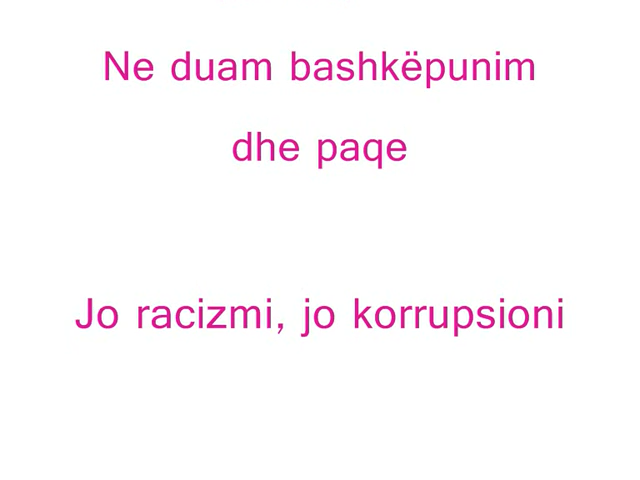 Ne duam bashkëpunim
dhe paqe
Jo racizmi, jo korrupsioni